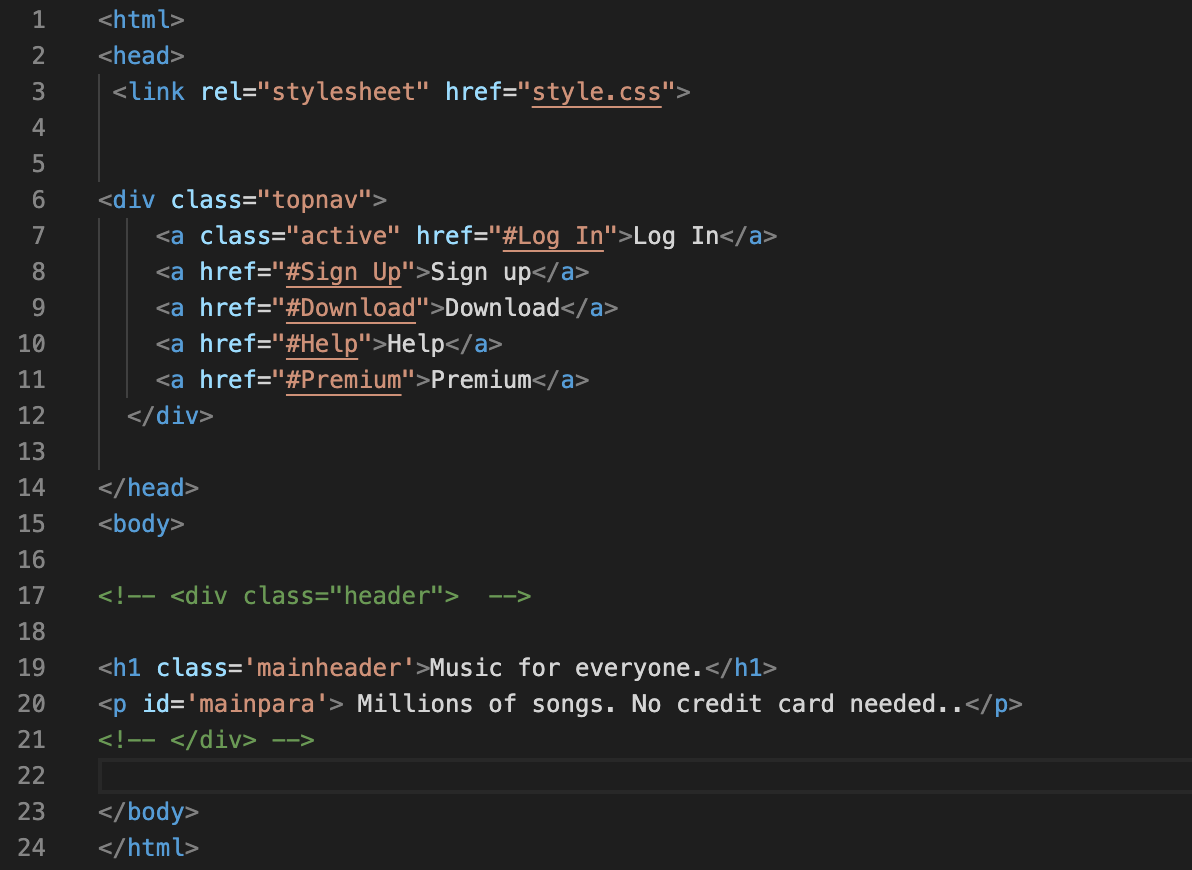 1 <html>
2 <head>
3  <link rel="stylesheet" href="style.css">
4
5
6 <div class="topnav">
7     <a class="active" href="#Log In">Log In</a>
8     <a href="#Sign Up">Sign up</a>
9     <a href="#Download">Download</a>
10     <a href="#Help">Help</a>
11     <a href="#Premium">Premium</a>
12   </div>
13
14 </head>
15 <body>
16
17 <!-- <div class="header">  -->
18
19 <h1 class='mainheader'>Music for everyone.</h1>
20 <p id='mainpara'> Millions of songs. No credit card needed..</p>
21 <!-- </div> -->
22
23 </body>
24 </html>